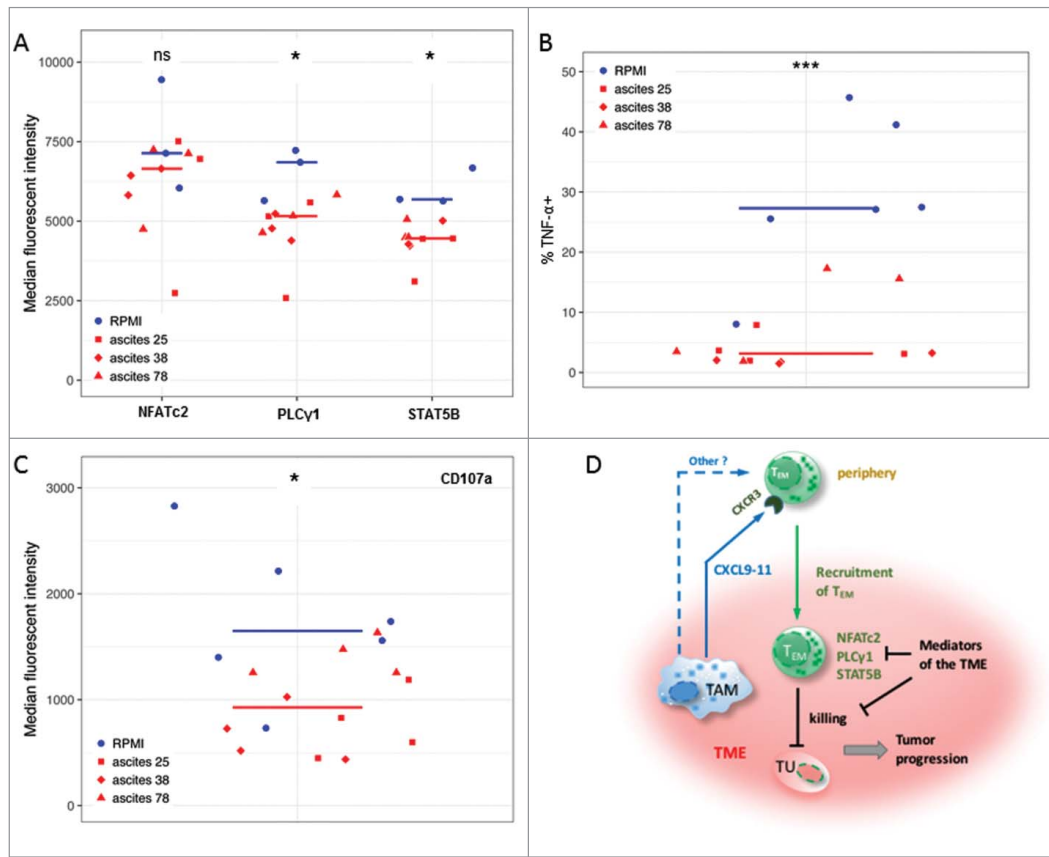 A
ns
*
*
10000
7500
5000
2500
0
Median fluorescent intensity
RPMI
ascites 25
ascites 38
ascites 78
NFATc2
PLCγ1
STAT5B
B
***
RPMI
ascites 25
ascites 38
ascites 78
50
40
30
20
10
0
% TNF-α+
C
*
CD107a
3000
2000
1000
0
Median fluorescent intensity
RPMI
ascites 25
ascites 38
ascites 78
D
Other ?
TEM
periphery
CXCR3
CXCL9-11
Recruitment
of TEM
TEM
NFATc2
PLCγ1
STAT5B
Mediators
of the TME
TAM
killing
TME
TU
Tumor
progression